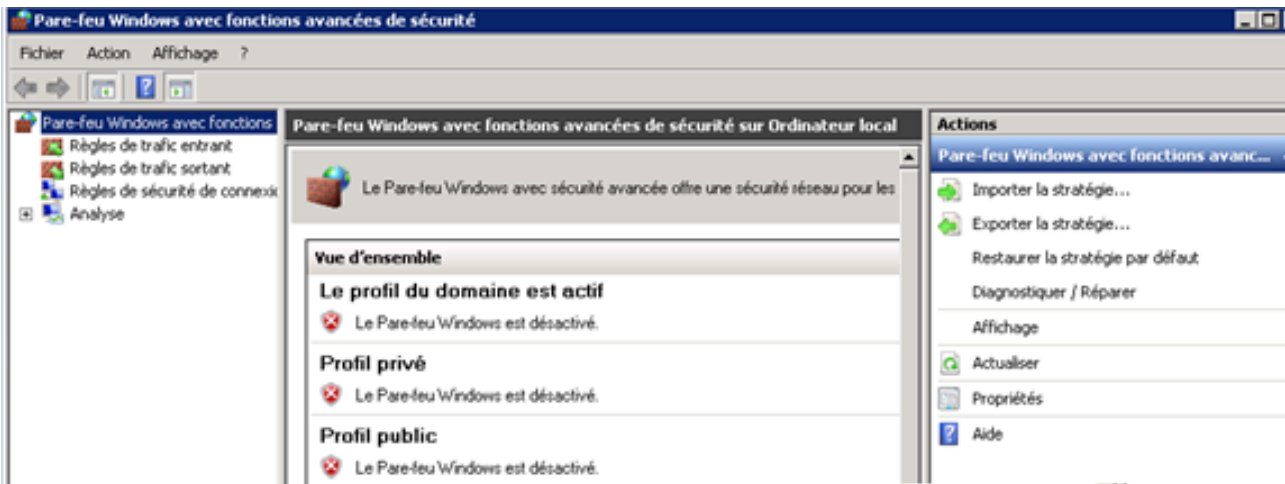 Pare-feu Windows avec fonctions avancées de sécurité
Fichier Action Affichage ?
Pare-feu Windows avec fonctions
Règles de trafic entrant
Règles de trafic sortant
Règles de sécurité de connexio
Analyse
Pare-feu Windows avec fonctions avancées de sécurité sur Ordinateur local
Le Pare-feu Windows avec sécurité avancée offre une sécurité réseau pour les
Vue d'ensemble
Le profil du domaine est actif
Le Pare-feu Windows est désactivé.
Profil privé
Le Pare-feu Windows est désactivé.
Profil public
Le Pare-feu Windows est désactivé.
Actions
Pare-feu Windows avec fonctions avanc...
Importer la stratégie...
Exporter la stratégie...
Restaurer la stratégie par défaut
Diagnostiquer / Réparer
Affichage
Actualiser
Propriétés
Aide